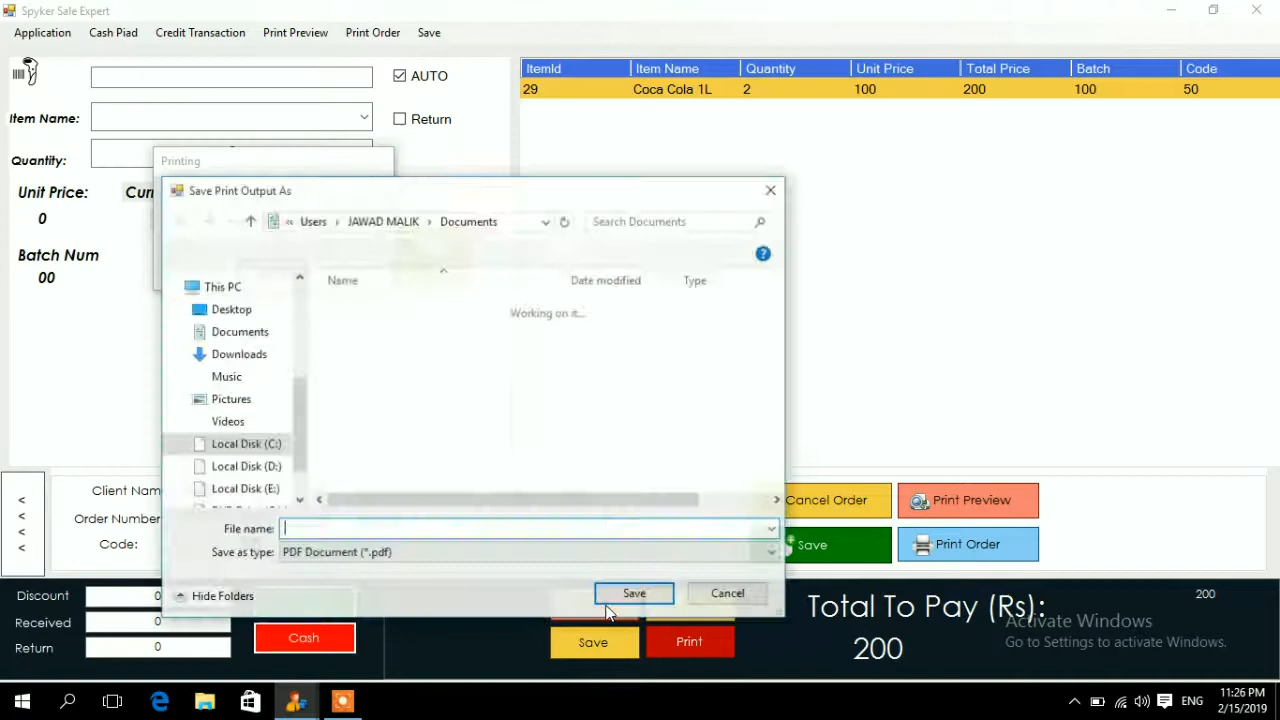 Spyker Sale Expert
Application Cash Piad Credit Transaction Print Preview Print Order Save
AUTO
Item Name:
Return
Quantity:
Unit Price:
0
Batch Num
00
ItemId Item Name Quantity Unit Price Total Price Batch Code
29 Coca Cola 1L 2 100 200 100 50
Printing
Save Print Output As
« Users › JAWAD MALIK › Documents
Search Documents
Name Date modified Type
Working on it...
This PC
Desktop
Documents
Downloads
Music
Pictures
Videos
Local Disk (C:)
Local Disk (D:)
Local Disk (E:)
File name:
Save as type: PDF Document (*.pdf)
Hide Folders
Save Cancel
<
<
<
<
Client Nam
Order Number
Code:
Cancel Order
Print Preview
Save
Print Order
Discount 0
Received 0
Return 0
Cash
Save
Print
Total To Pay (Rs):
200
200
Activate Windows
Go to Settings to activate Windows.
ENG
11:26 PM
2/15/2019